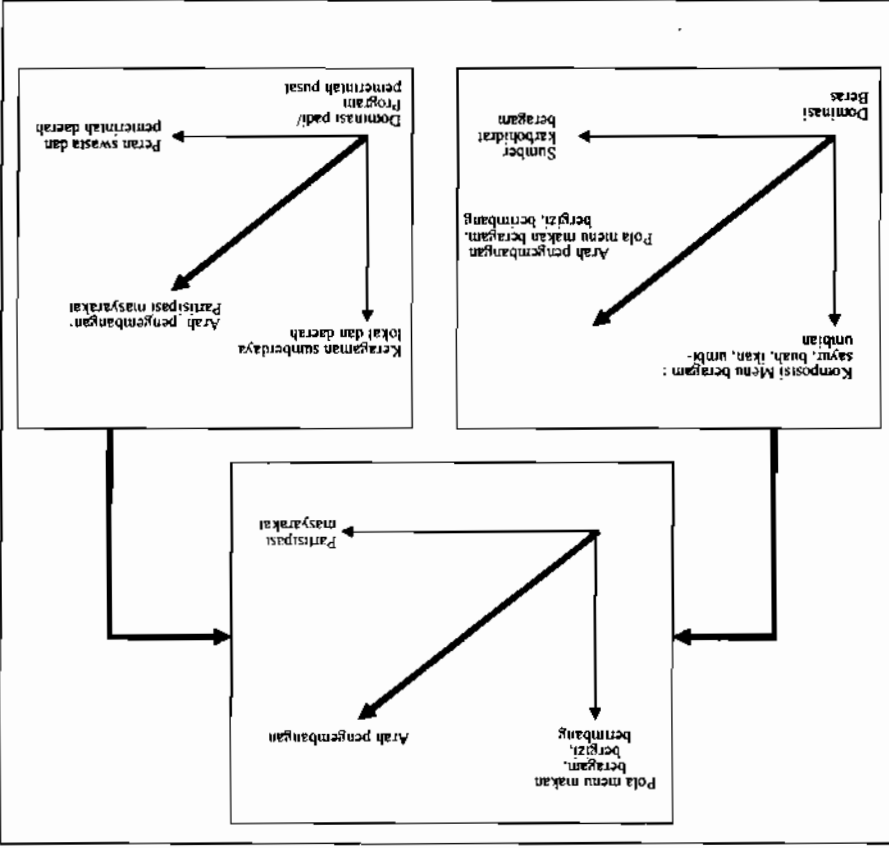 Pola menu makan
beragam,
bergizi,
berimbang
Arah pengembangan
Partisipasi
masyarakat
Komposisi Menu beragam :
sayur, buah, ikan, umbi-
umbian
Arah pengembangan
Pola menu makan beragam,
bergizi, berimbang
Sumber
karbohidrat
beragam
Dominasi
Beras
Keragaman sumberdaya
lokal dan daerah
Arah pengembangan:
Partisipasi masyarakat
Peran swasta dan
pemerintah daerah
Dominasi padi/
Program
pemerintah pusat